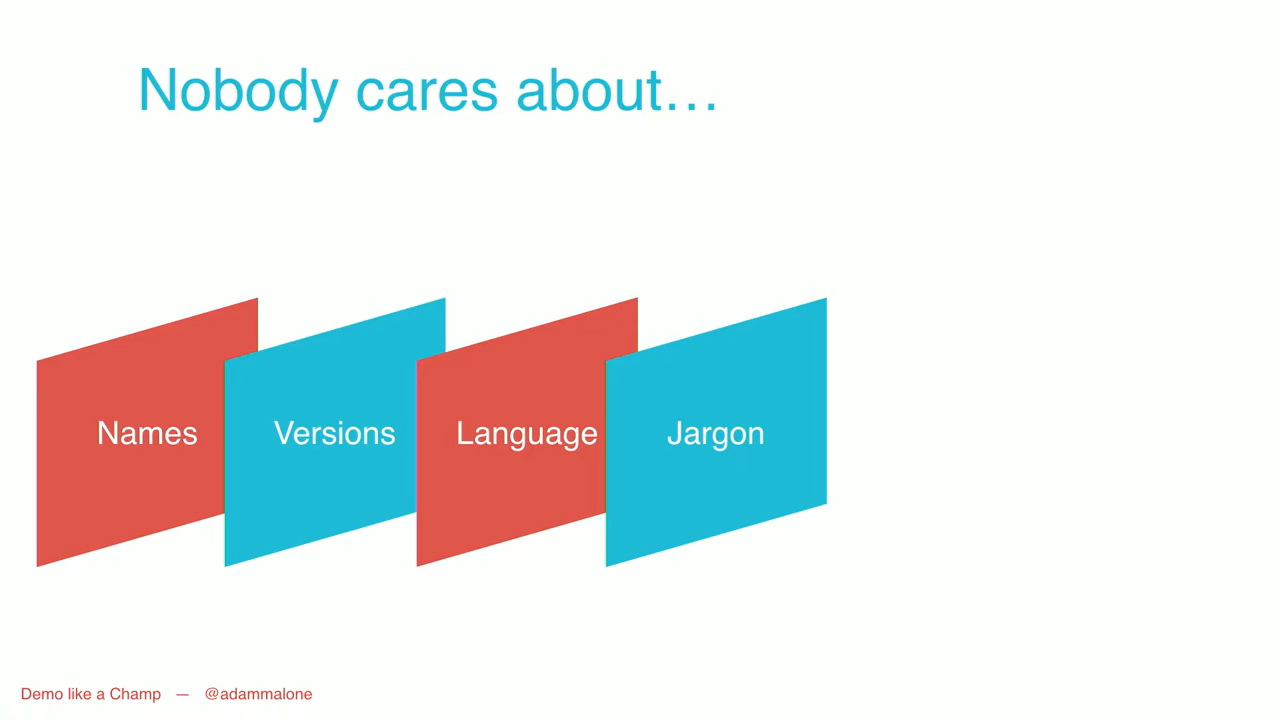 Nobody cares about…
Names
Versions
Language
Jargon
Demo like a Champ — @adammalone